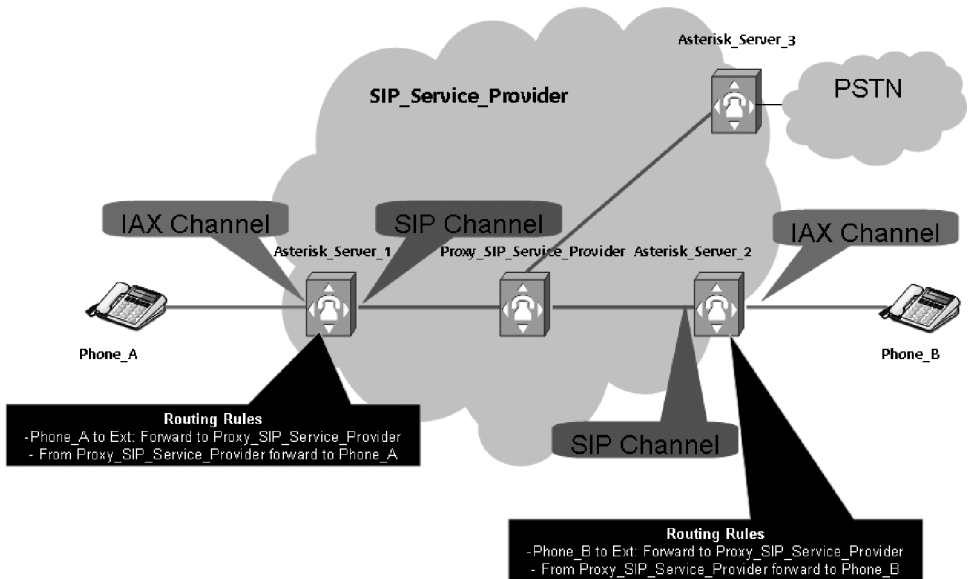 Asterisk_Server_3
SIP_Service_Provider
PSTN
IAX Channel
SIP Channel
IAX Channel
Asterisk_Server_1
Proxy_SIP_Service_Provider
Asterisk_Server_2
Phone_A
Phone_B
Routing Rules
-Phone_A to Ext: Forward to Proxy_SIP_Service_Provider
- From Proxy_SIP_Service_Provider forward to Phone_A
SIP Channel
Routing Rules
-Phone_B to Ext: Forward to Proxy_SIP_Service_Provider
- From Proxy_SIP_Service_Provider forward to Phone_B